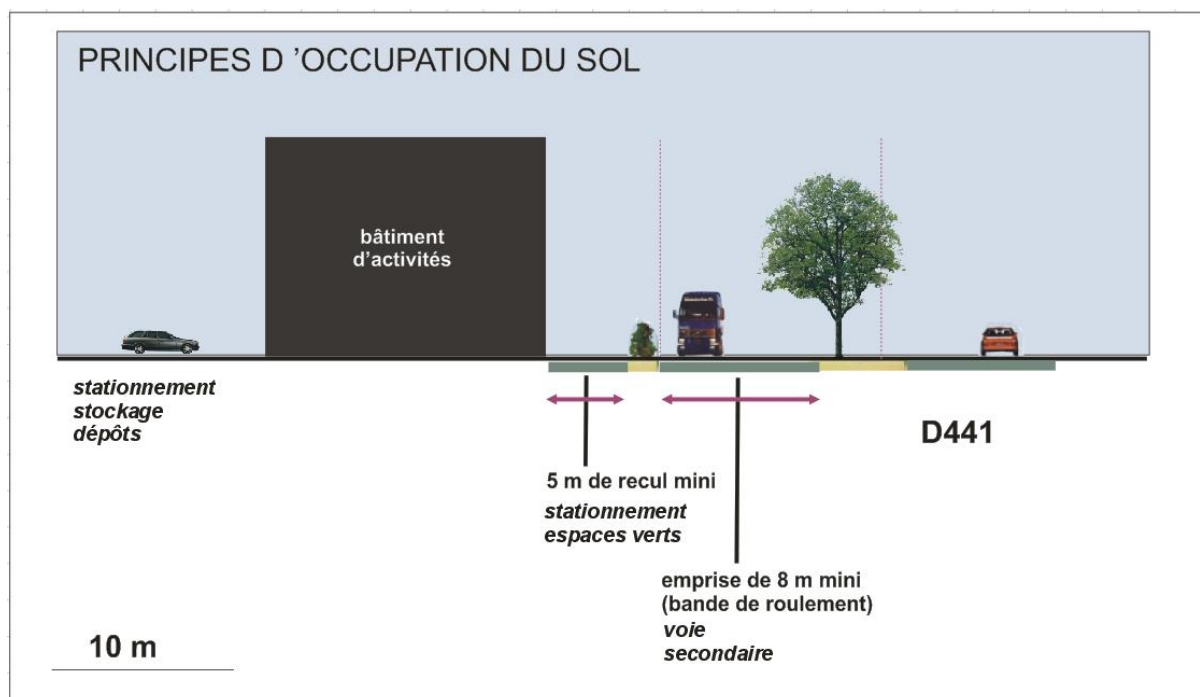 PRINCIPES D 'OCCUPATION DU SOL
bâtiment
d'activités
stationnement
stockage
dépôts
D441
5 m de recul mini
stationnement
espaces verts
emprise de 8 m mini
(bande de roulement)
voie
secondaire
10 m